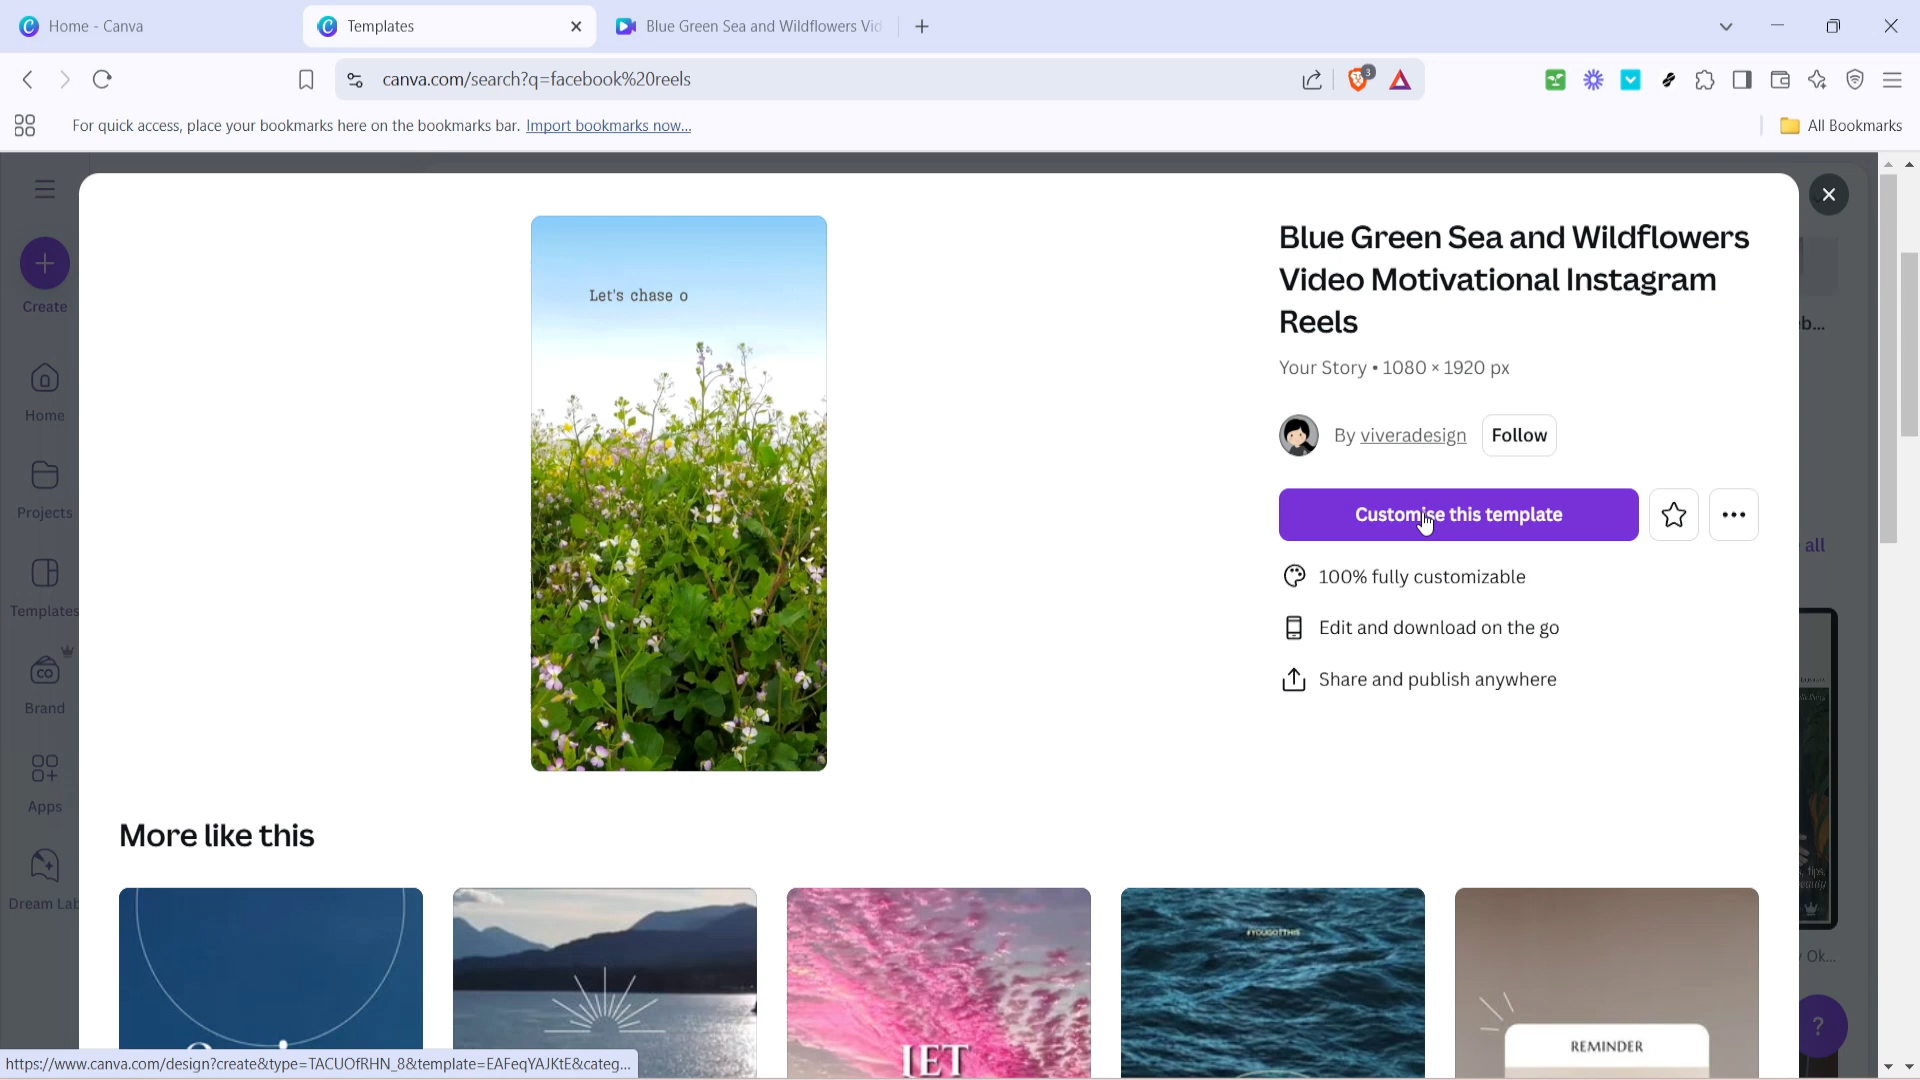 Home - Canva
Templates
Blue Green Sea and Wildflowers Vid
canva.com/search?q=facebook%20reels
3
For quick access, place your bookmarks here on the bookmarks bar. Import bookmarks now...
All Bookmarks
Create
Home
Projects
Templates
Brand
Apps
Dream Lab
Let's chase o
Blue Green Sea and Wildflowers
Video Motivational Instagram
Reels
Your Story • 1080 × 1920 px
By viveradesign
Follow
Customise this template
100% fully customizable
Edit and download on the go
Share and publish anywhere
b...
all
Ok...
?
More like this
#YOUGOTTHIS
LET
REMINDER
https://www.canva.com/design?create&type=TACUOfRHN_8&template=EAFeqYAJKtE&categ...